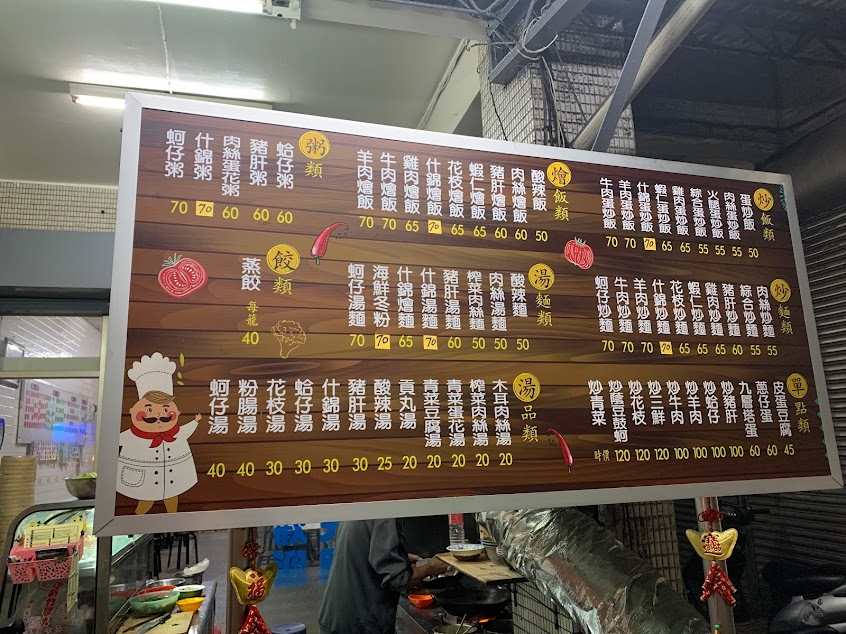 炒飯類
蛋炒飯 50
肉絲蛋炒飯 55
火腿蛋炒飯 55
綜合蛋炒飯 55
雞肉蛋炒飯 65
蝦仁蛋炒飯 65
什錦蛋炒飯 70
羊肉蛋炒飯 70
牛肉蛋炒飯 70
燴飯類
酸辣飯 50
肉絲燴飯 60
豬肝燴飯 60
蝦仁燴飯 65
花枝燴飯 65
什錦燴飯 70
雞肉燴飯 65
牛肉燴飯 70
羊肉燴飯 70
粥類
蛤仔粥 60
豬肝粥 60
肉絲蛋花粥 60
什錦粥 70
蚵仔粥 70
炒麵類
肉絲炒麵 55
綜合炒麵 55
豬肝炒麵 60
雞肉炒麵 65
蝦仁炒麵 65
花枝炒麵 65
什錦炒麵 70
羊肉炒麵 70
牛肉炒麵 70
蚵仔炒麵 70
湯麵類
酸辣麵 50
肉絲湯麵 50
榨菜肉絲麵 50
豬肝湯麵 60
什錦湯麵 70
什錦燴麵 65
海鮮冬粉 70
蚵仔湯麵 70
餃類
蒸餃 每籠 40
單點類
皮蛋豆腐 45
蔥仔蛋 60
九層塔蛋 60
炒豬肝 100
炒蛤仔 100
炒羊肉 100
炒牛肉 100
炒三鮮 120
炒花枝 120
炒蔭豆鼓蚵 120
炒青菜 時價
湯品類
木耳肉絲湯 20
榨菜肉絲湯 20
青菜蛋花湯 20
青菜豆腐湯 20
貢丸湯 20
酸辣湯 25
豬肝湯 30
什錦湯 30
蛤仔湯 30
花枝湯 30
粉腸湯 40
蚵仔湯 40
福